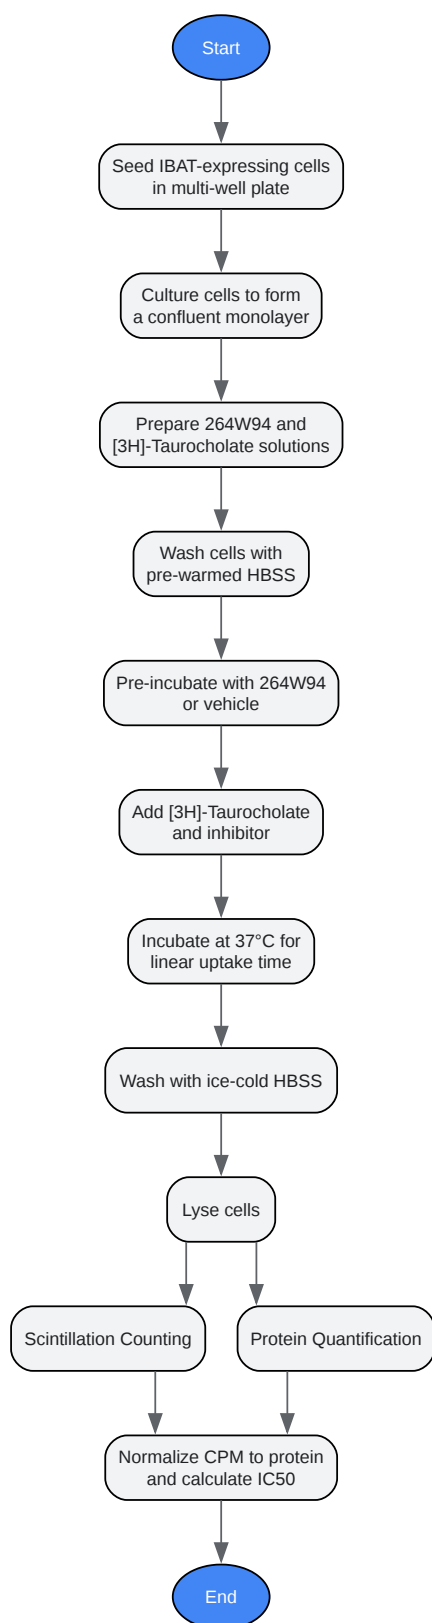 Start
Seed IBAT-expressing cells
in multi-well plate
Culture cells to form
a confluent monolayer
Prepare 264W94 and
[3H]-Taurocholate solutions
Wash cells with
pre-warmed HBSS
Pre-incubate with 264W94
or vehicle
Add [3H]-Taurocholate
and inhibitor
Incubate at 37°C for
linear uptake time
Wash with ice-cold HBSS
Lyse cells
Scintillation Counting
Protein Quantification
Normalize CPM to protein
and calculate IC50
End